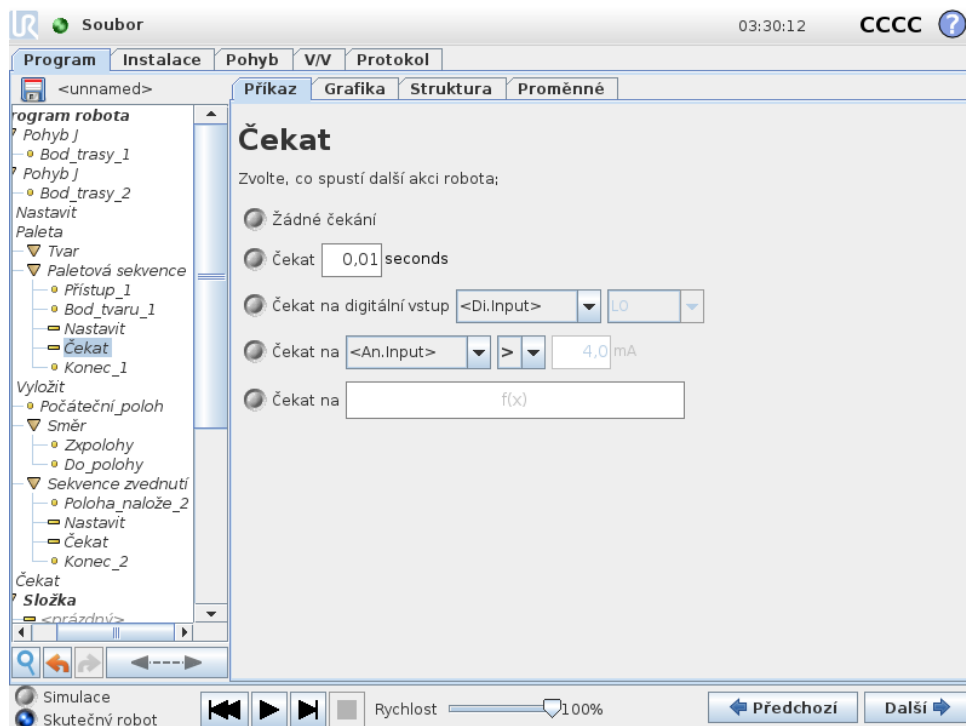 UR Soubor 03:30:12 CCCC ?
Program Instalace Pohyb V/V Protokol
<unnamed> Příkaz Grafika Struktura Proměnné
rogram robota
Pohyb J
Bod_trasy_1
Pohyb J
Bod_trasy_2
Nastavit
Paleta
Tvar
Paletová sekvence
Přístup_1
Bod_tvaru_1
Nastavit
Čekat
Konec_1
Vyložit
Počáteční_poloh
Směr
Zxpolohy
Do_polohy
Sekvence zvednutí
Poloha_nalože_2
Nastavit
Čekat
Konec_2
Čekat
Složka
<prázdný>
Čekat
Zvolte, co spustí další akci robota;
Žádné čekání
Čekat 0,01 seconds
Čekat na digitální vstup <Di.Input> LO
Čekat na <An.Input> > 4,0 mA
Čekat na f(x)
Simulace
Skutečný robot
Rychlost 100%
Předchozí Další